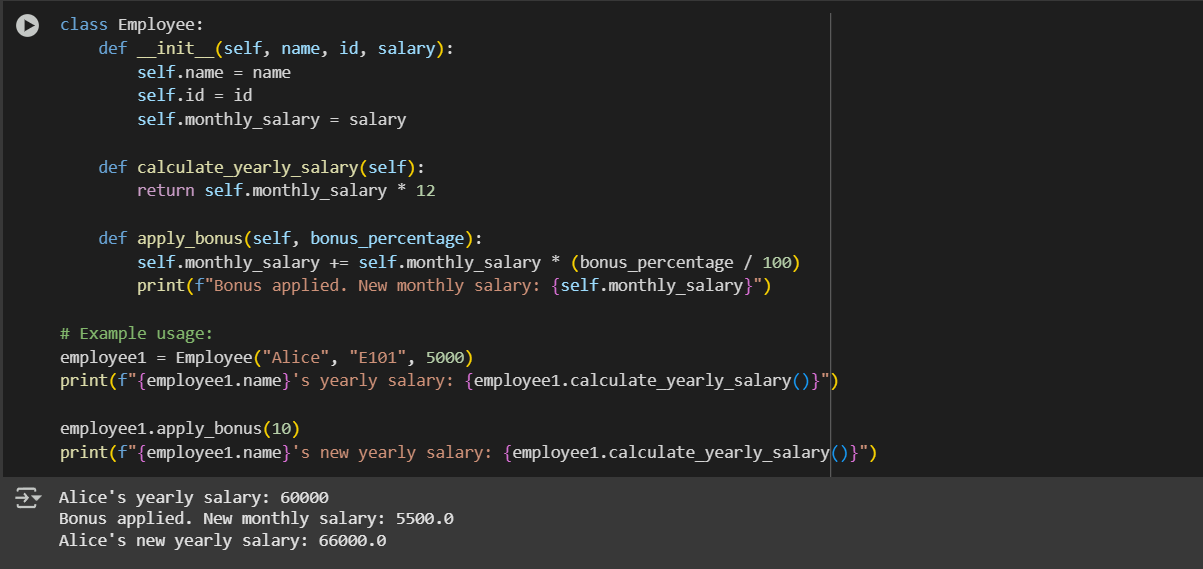 class Employee:
    def __init__(self, name, id, salary):
        self.name = name
        self.id = id
        self.monthly_salary = salary

    def calculate_yearly_salary(self):
        return self.monthly_salary * 12

    def apply_bonus(self, bonus_percentage):
        self.monthly_salary += self.monthly_salary * (bonus_percentage / 100)
        print(f"Bonus applied. New monthly salary: {self.monthly_salary}")

# Example usage:
employee1 = Employee("Alice", "E101", 5000)
print(f"{employee1.name}'s yearly salary: {employee1.calculate_yearly_salary()}")

employee1.apply_bonus(10)
print(f"{employee1.name}'s new yearly salary: {employee1.calculate_yearly_salary()}")
Alice's yearly salary: 60000
Bonus applied. New monthly salary: 5500.0
Alice's new yearly salary: 66000.0